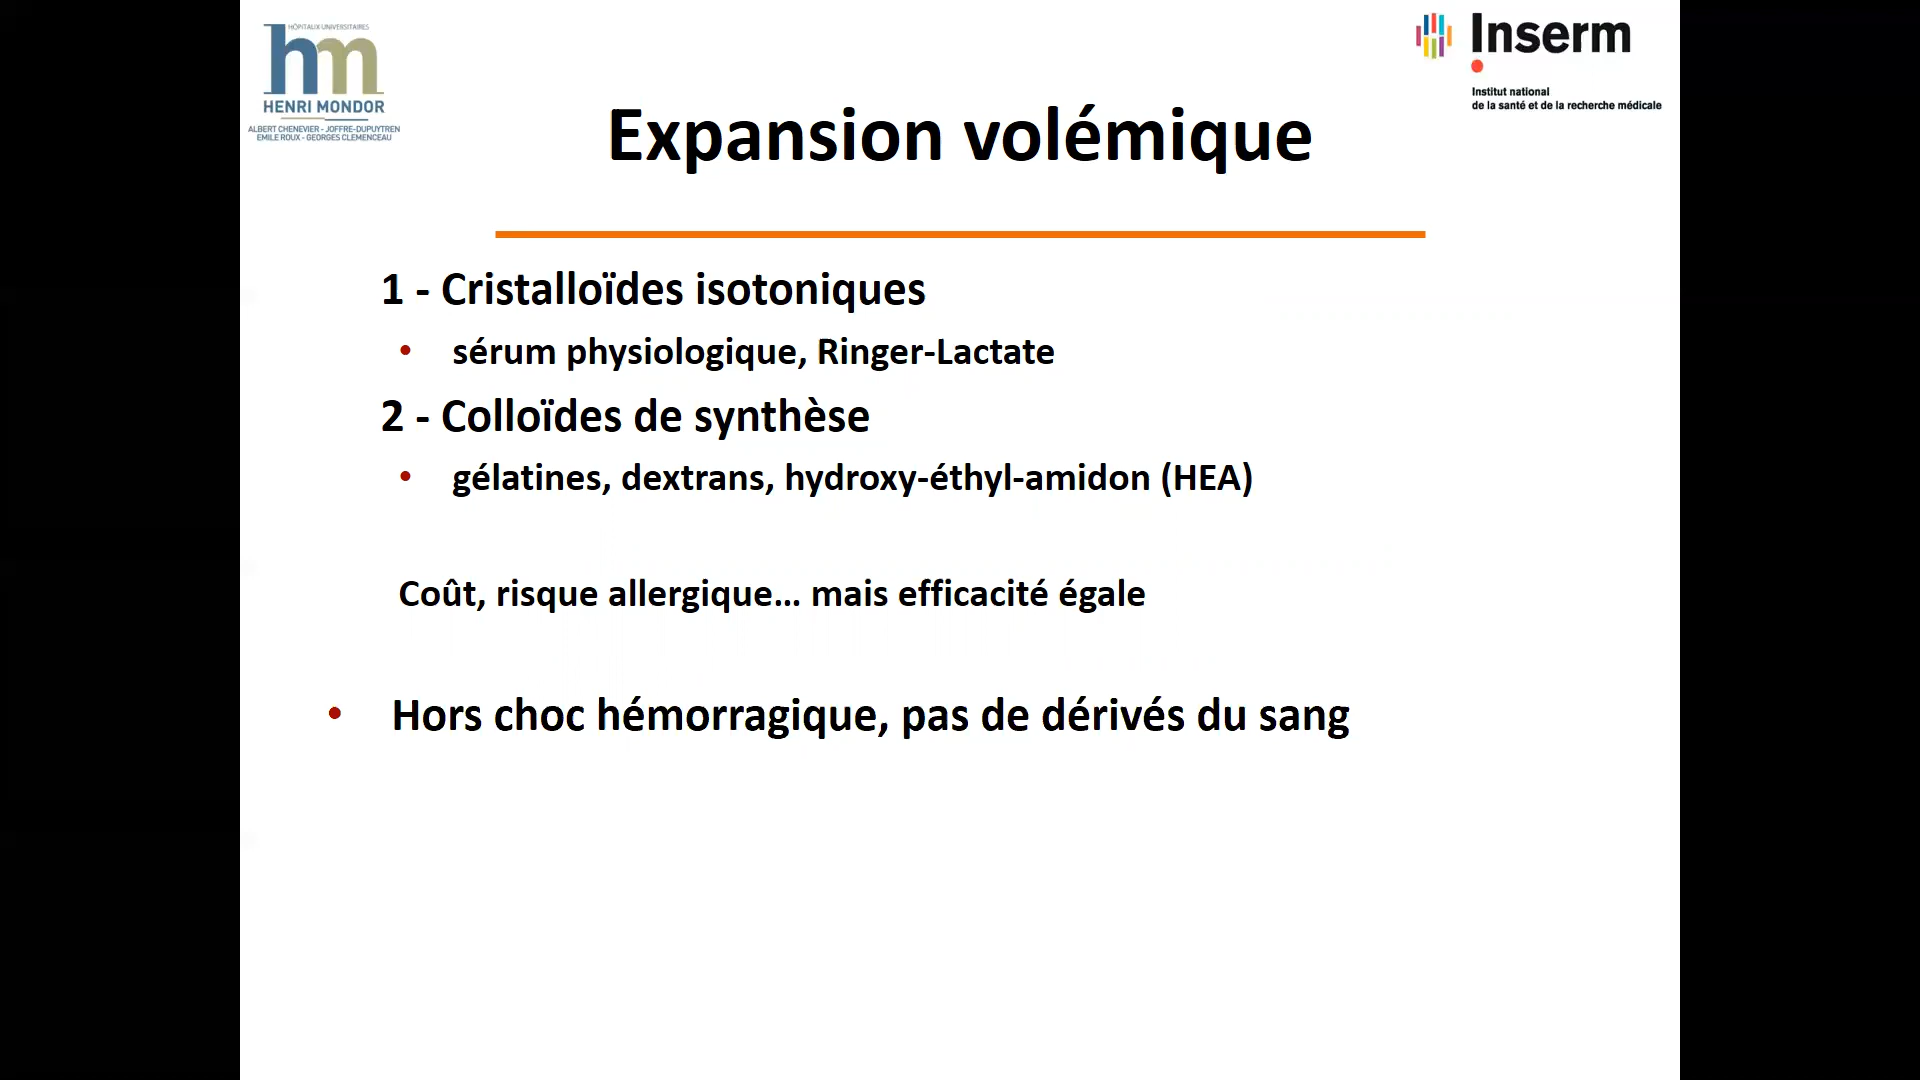 HÔPITAUX UNIVERSITAIRES
hm
HENRI MONDOR
ALBERT CHENEVIER - JOFFRE-DUPUYTREN
EMILE ROUX - GEORGES CLEMENCEAU
Inserm
Institut national
de la santé et de la recherche médicale
Expansion volémique
1 - Cristalloïdes isotoniques
• sérum physiologique, Ringer-Lactate
2 - Colloïdes de synthèse
• gélatines, dextrans, hydroxy-éthyl-amidon (HEA)
Coût, risque allergique... mais efficacité égale
• Hors choc hémorragique, pas de dérivés du sang